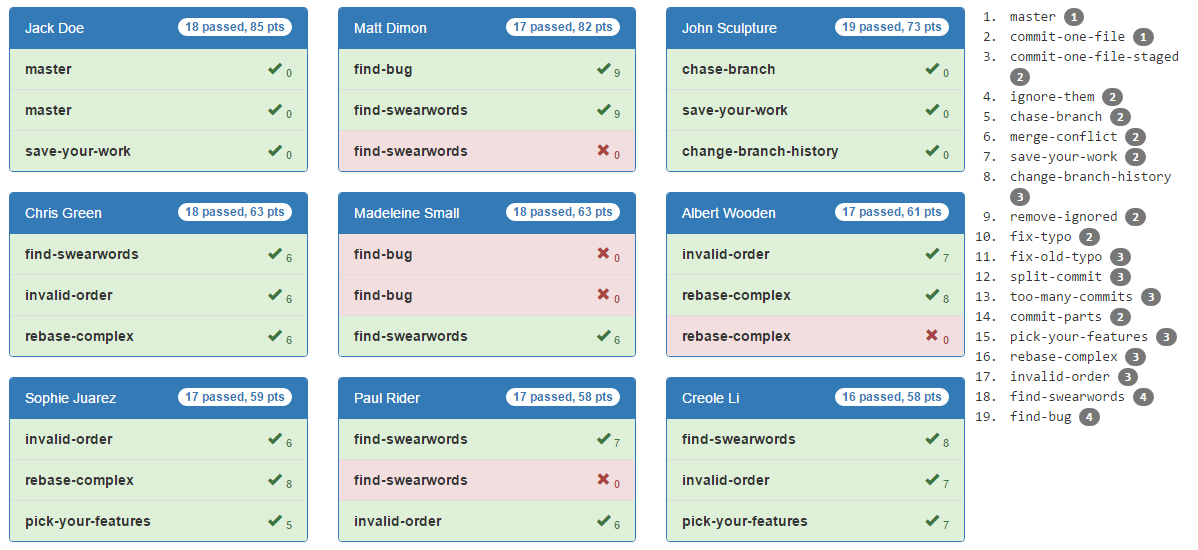 Jack Doe 18 passed, 85 pts
master 0
master 0
save-your-work 0
Matt Dimon 17 passed, 82 pts
find-bug 9
find-swearwords 9
find-swearwords 0
John Sculpture 19 passed, 73 pts
chase-branch 0
save-your-work 0
change-branch-history 0
Chris Green 18 passed, 63 pts
find-swearwords 6
invalid-order 6
rebase-complex 6
Madeleine Small 18 passed, 63 pts
find-bug 0
find-bug 0
find-swearwords 6
Albert Wooden 17 passed, 61 pts
invalid-order 7
rebase-complex 8
rebase-complex 0
Sophie Juarez 17 passed, 59 pts
invalid-order 6
rebase-complex 8
pick-your-features 5
Paul Rider 17 passed, 58 pts
find-swearwords 7
find-swearwords 0
invalid-order 6
Creole Li 16 passed, 58 pts
find-swearwords 8
invalid-order 7
pick-your-features 7
1. master 1
2. commit-one-file 1
3. commit-one-file-staged
2
4. ignore-them 2
5. chase-branch 2
6. merge-conflict 2
7. save-your-work 2
8. change-branch-history
3
9. remove-ignored 2
10. fix-typo 2
11. fix-old-typo 3
12. split-commit 3
13. too-many-commits 3
14. commit-parts 2
15. pick-your-features 3
16. rebase-complex 3
17. invalid-order 3
18. find-swearwords 4
19. find-bug 4